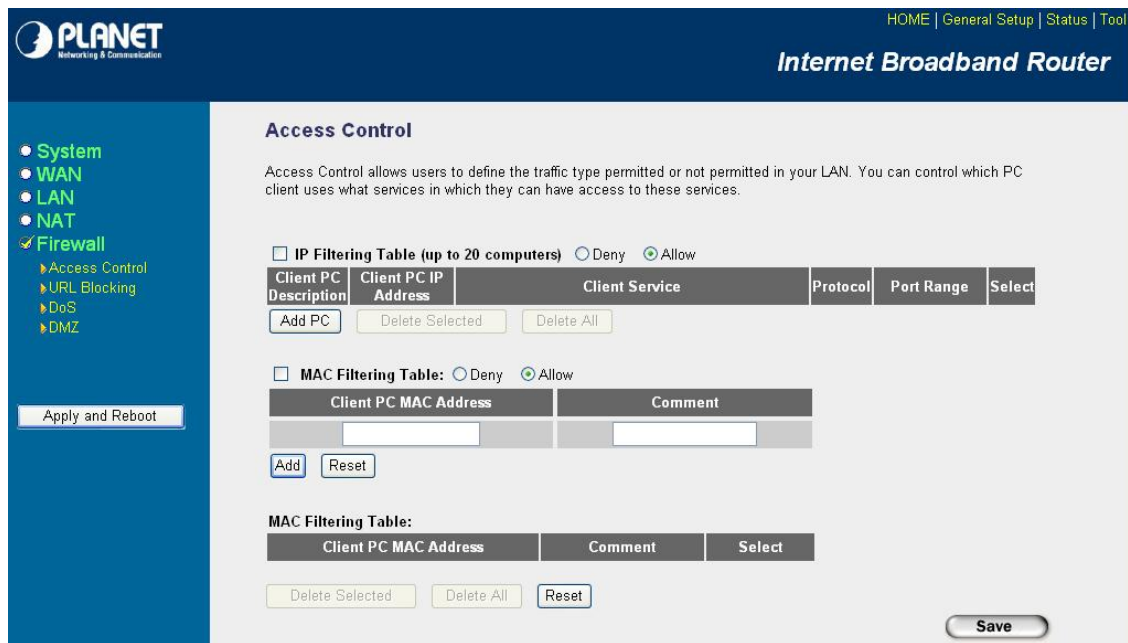 PLANET
Networking & Communication
HOME | General Setup | Status | Tool
Internet Broadband Router
System
WAN
LAN
NAT
Firewall
Access Control
URL Blocking
DoS
DMZ
Apply and Reboot
Access Control
Access Control allows users to define the traffic type permitted or not permitted in your LAN. You can control which PC
client uses what services in which they can have access to these services.
IP Filtering Table (up to 20 computers) Deny Allow
Client PC Description Client PC IP Address Client Service Protocol Port Range Select
Add PC Delete Selected Delete All
MAC Filtering Table: Deny Allow
Client PC MAC Address Comment
Add Reset
MAC Filtering Table:
Client PC MAC Address Comment Select
Delete Selected Delete All Reset
Save